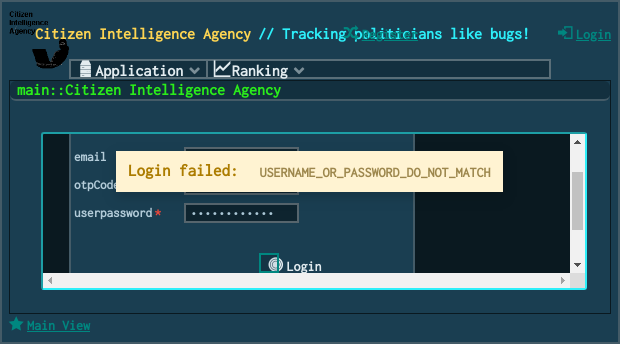 Citizen
Intelligence
Agency
Citizen Intelligence Agency // Tracking politicians like bugs!
Register
Login
Application
Ranking
main::Citizen Intelligence Agency
email
Login failed: USERNAME_OR_PASSWORD_DO_NOT_MATCH
otpCode
userpassword* ••••••••••••
Login
Main View